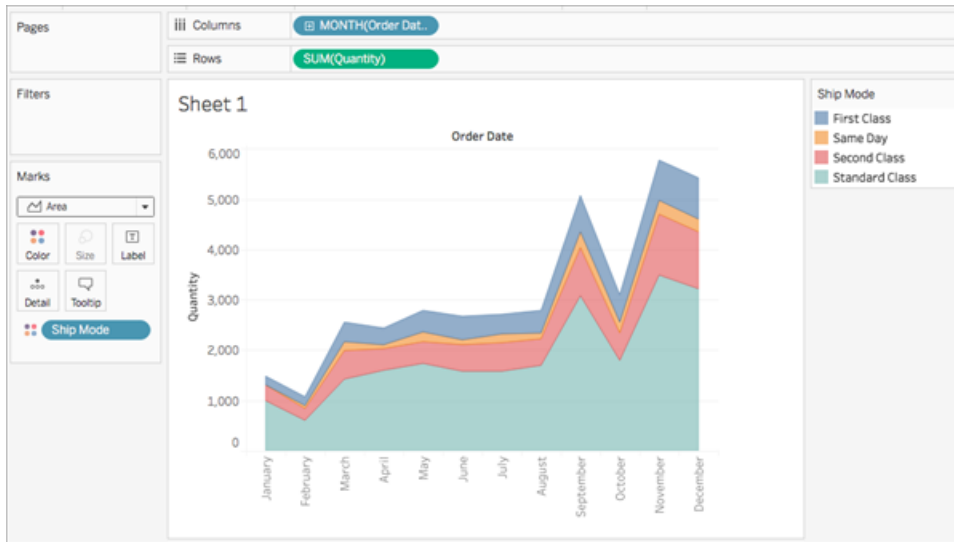 Pages
Columns
MONTH(Order Dat..
Rows
SUM(Quantity)
Filters
Marks
Area
Color
Size
Label
Detail
Tooltip
Ship Mode
Sheet 1
Order Date
Quantity
6,000
5,000
4,000
3,000
2,000
1,000
0
January
February
March
April
May
June
July
August
September
October
November
December
Ship Mode
First Class
Same Day
Second Class
Standard Class